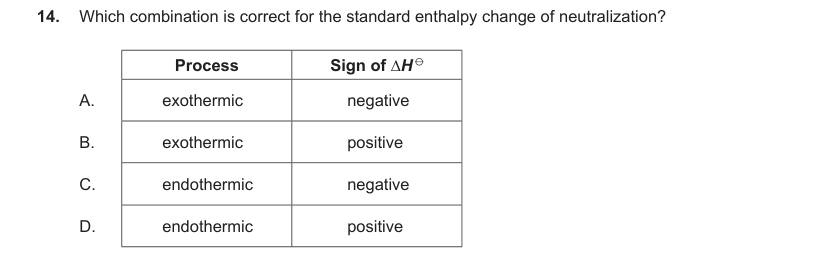 14. Which combination is correct for the standard enthalpy change of neutralization?
Process Sign of ΔH⊖
A. exothermic negative
B. exothermic positive
C. endothermic negative
D. endothermic positive